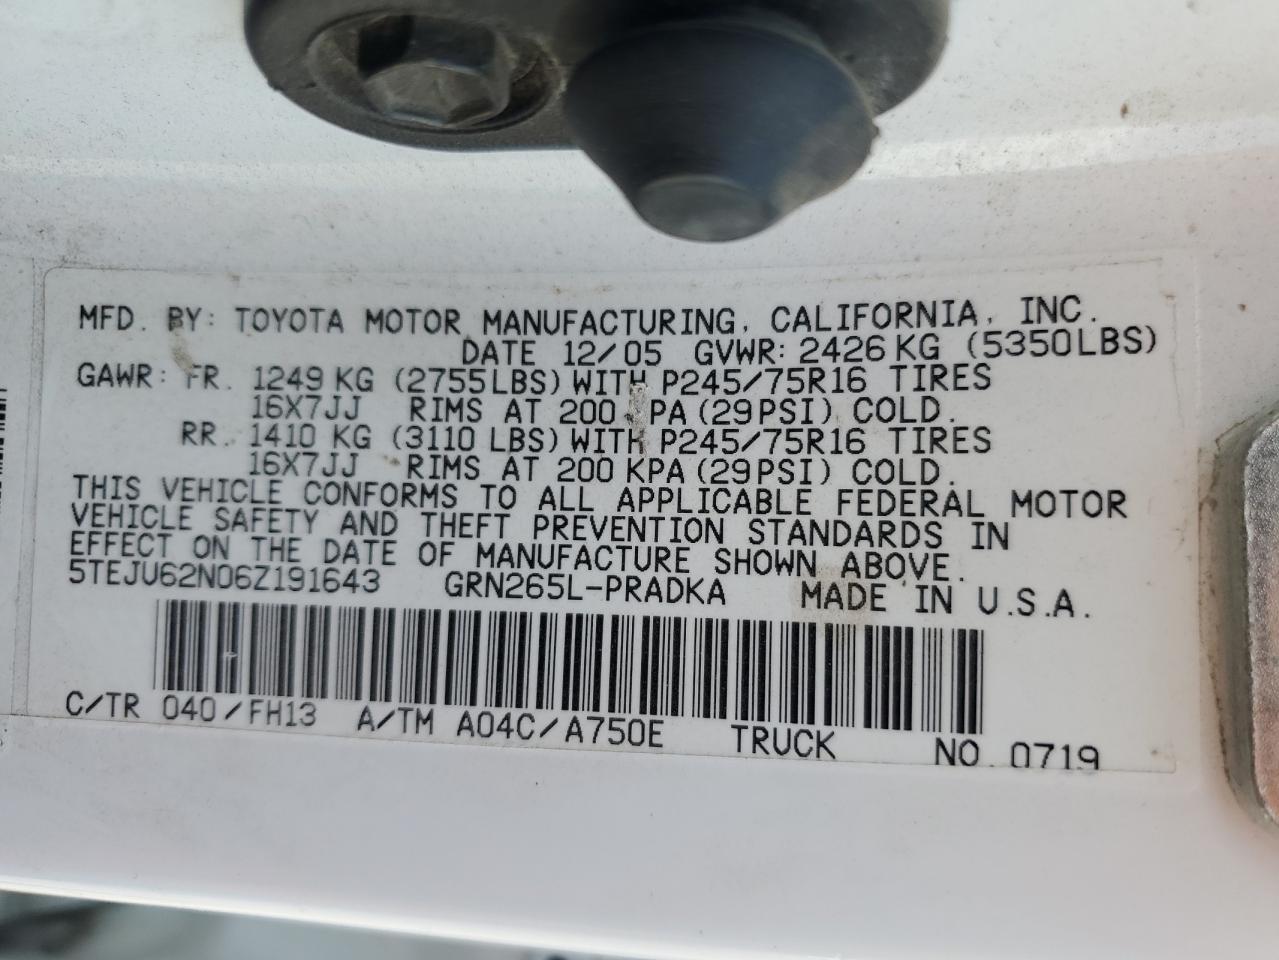 MFD. BY: TOYOTA MOTOR MANUFACTURING, CALIFORNIA, INC.
DATE 12/05 GVWR: 2426 KG (5350LBS)
GAWR: FR. 1249 KG (2755LBS) WITH P245/75R16 TIRES
16X7JJ RIMS AT 200 PA (29PSI) COLD.
RR. 1410 KG (3110 LBS) WITH P245/75R16 TIRES
16X7JJ RIMS AT 200 KPA (29PSI) COLD.
THIS VEHICLE CONFORMS TO ALL APPLICABLE FEDERAL MOTOR
VEHICLE SAFETY AND THEFT PREVENTION STANDARDS IN
EFFECT ON THE DATE OF MANUFACTURE SHOWN ABOVE.
5TEJU62N06Z191643 GRN265L-PRADKA MADE IN U.S.A.
C/TR 040/FH13 A/TM A04C/A750E TRUCK NO. 0719